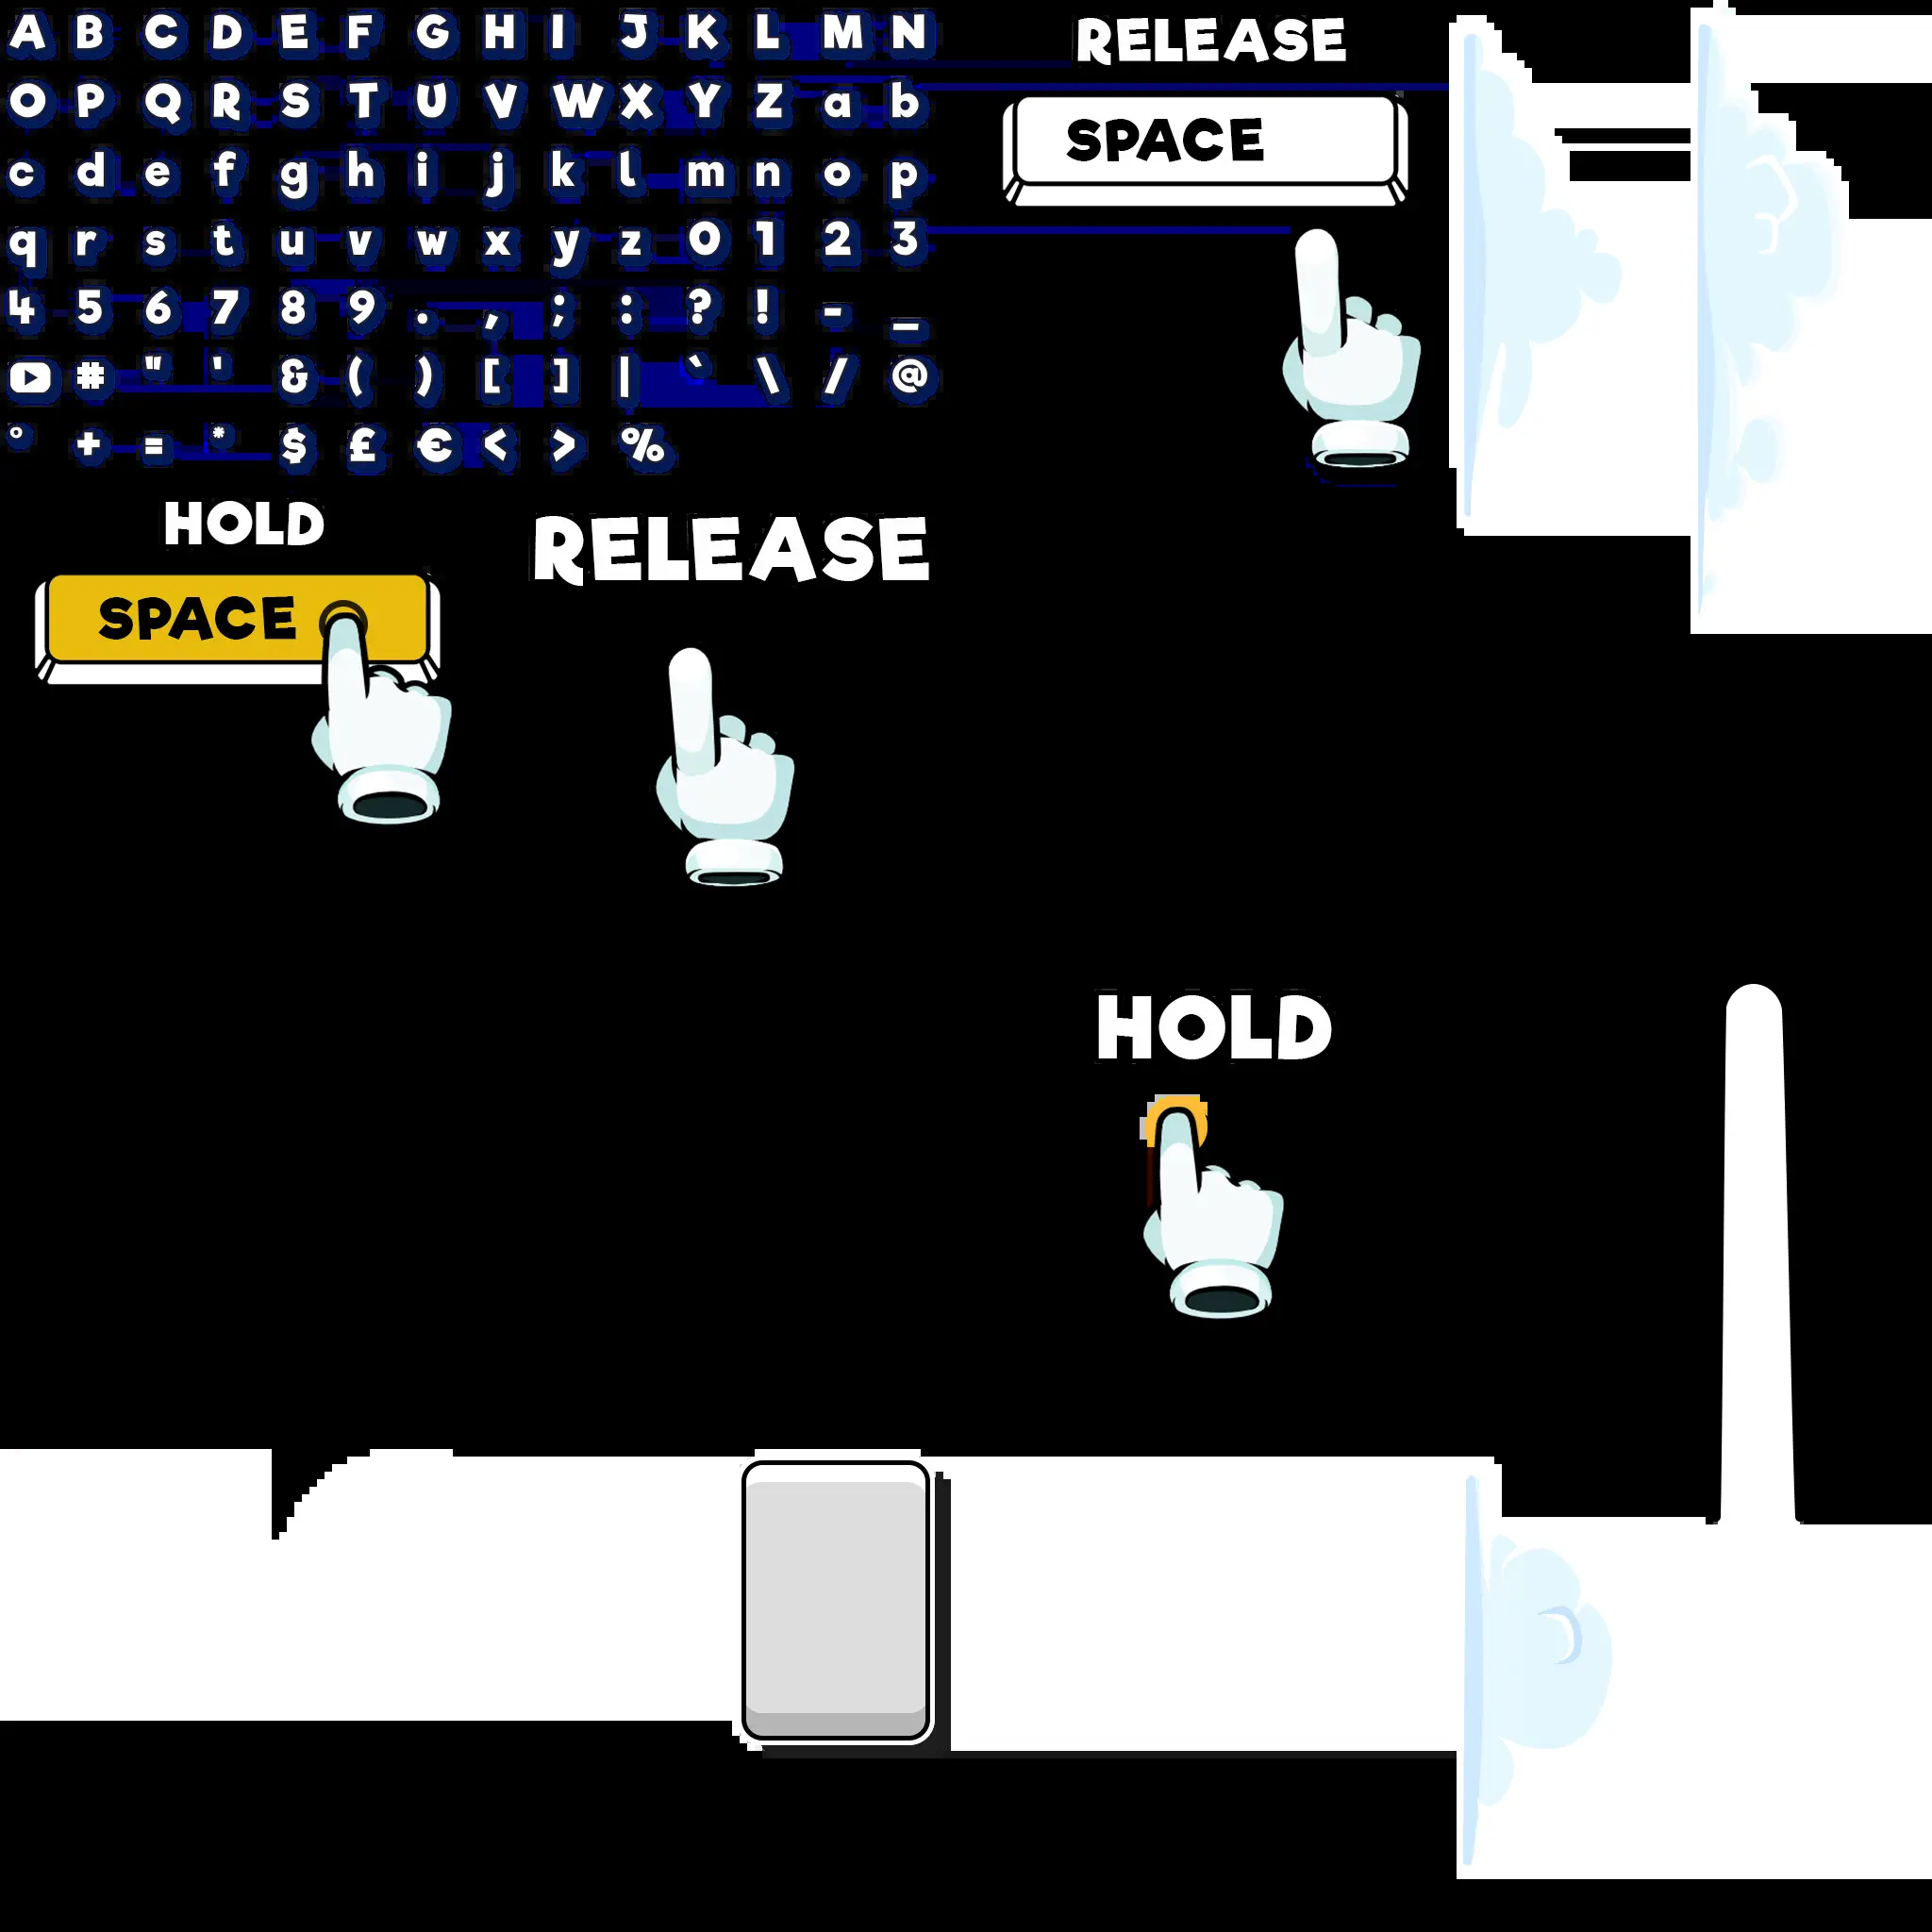 A B C D E F G H I J K L M N
O P Q R S T U V W X Y Z a b
c d e f g h i j k l m n o p
q r s t u v w x y z 0 1 2 3
4 5 6 7 8 9 . , ; : ? ! - _
# " ' & ( ) [ ] | ` \ / @
° + = * $ £ € < > %
RELEASE
SPACE
HOLD
SPACE
RELEASE
HOLD